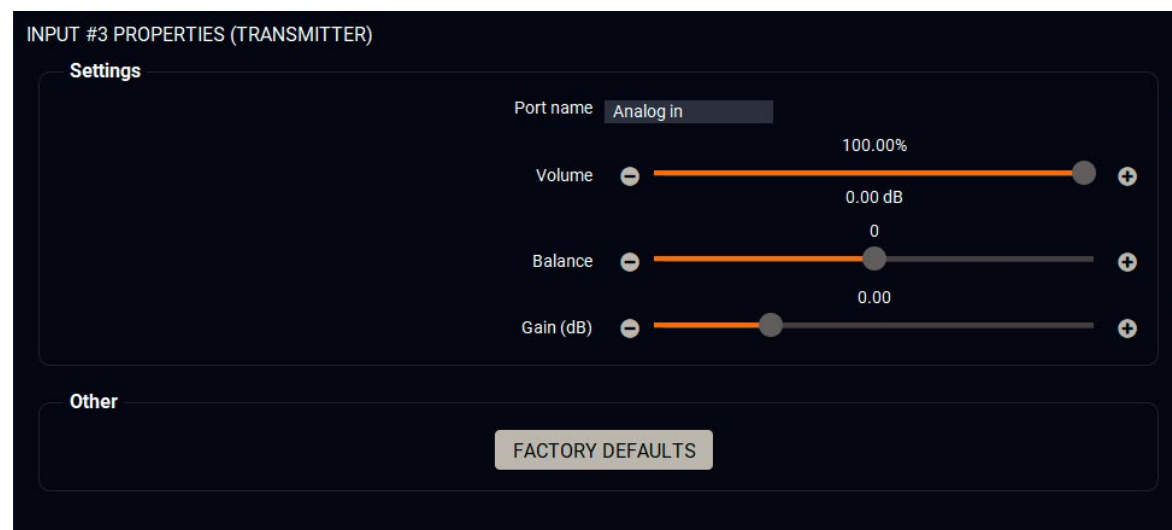 INPUT #3 PROPERTIES (TRANSMITTER)
Settings
Port name Analog in
100.00%
Volume
0.00 dB
0
Balance
0.00
Gain (dB)
Other
FACTORY DEFAULTS